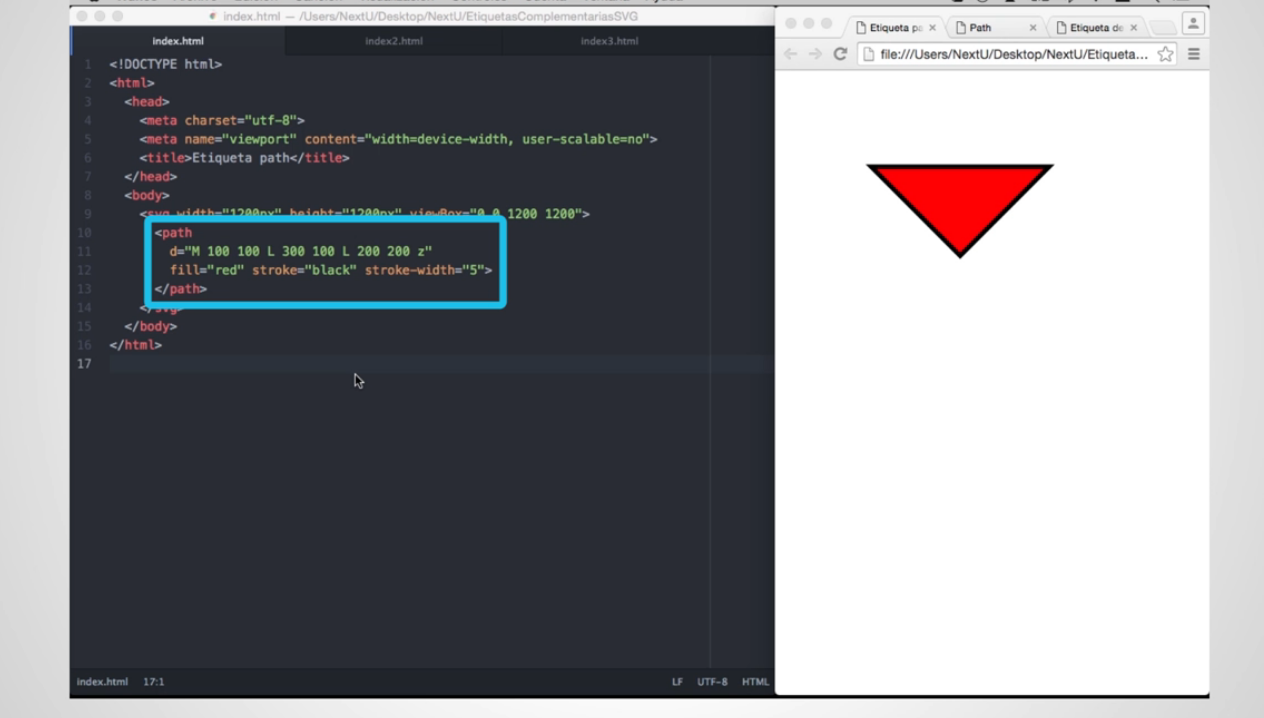 index.html — /Users/NextU/Desktop/NextU/EtiquetasComplementariasSVG
index.html index2.html index3.html
1 <!DOCTYPE html>
2 <html>
3 <head>
4 <meta charset="utf-8">
5 <meta name="viewport" content="width=device-width, user-scalable=no">
6 <title>Etiqueta path</title>
7 </head>
8 <body>
9 <svg width="1200px" height="1200px" viewBox="0 0 1200 1200">
10 <path
11 d="M 100 100 L 300 100 L 200 200 z"
12 fill="red" stroke="black" stroke-width="5">
13 </path>
14 </svg>
15 </body>
16 </html>
17
index.html 17:1 LF UTF-8 HTML
Etiqueta pa Path Etiqueta de
file:///Users/NextU/Desktop/NextU/Etiqueta...